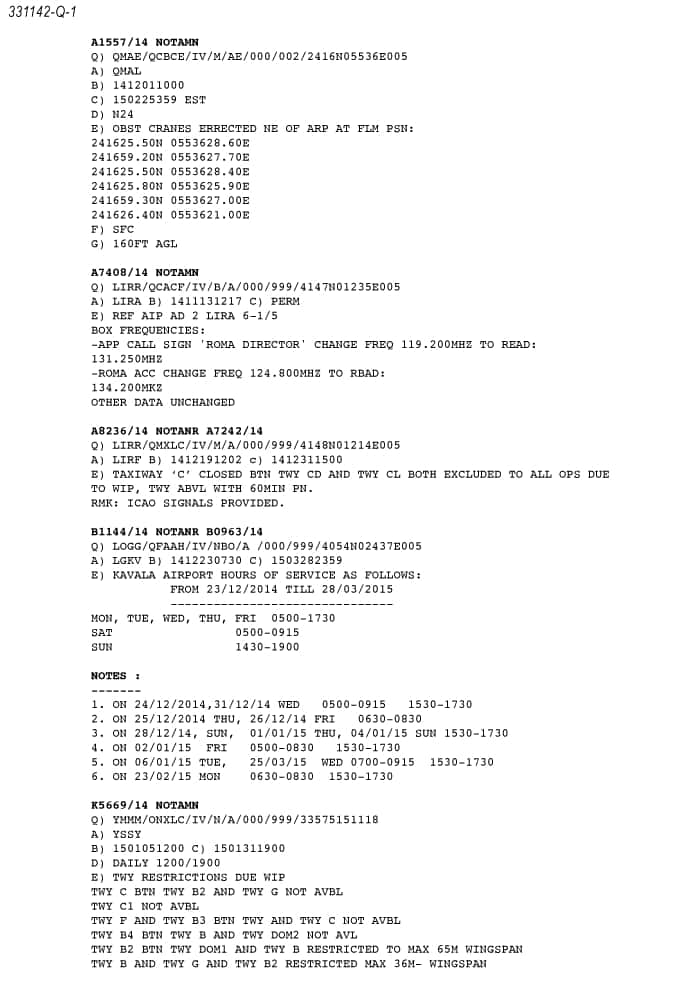 331142-Q-1
A1557/14 NOTAMN
Q) QMAE/QCBCE/IV/M/AE/000/002/2416N05536E005
A) QMAL
B) 1412011000
C) 150225359 EST
D) N24
E) OBST CRANES ERRECTED NE OF ARP AT FLM PSN:
241625.50N 0553628.60E
241659.20N 0553627.70E
241625.50N 0553628.40E
241625.80N 0553625.90E
241659.30N 0553627.00E
241626.40N 0553621.00E
F) SFC
G) 160FT AGL
A7408/14 NOTAMN
Q) LIRR/QCACF/IV/B/A/000/999/4147N01235E005
A) LIRA B) 1411131217 C) PERM
E) REF AIP AD 2 LIRA 6-1/5
BOX FREQUENCIES:
-APP CALL SIGN 'ROMA DIRECTOR' CHANGE FREQ 119.200MHZ TO READ:
131.250MHZ
-ROMA ACC CHANGE FREQ 124.800MHZ TO RBAD:
134.200MKZ
OTHER DATA UNCHANGED
A8236/14 NOTANR A7242/14
Q) LIRR/QMXLC/IV/M/A/000/999/4148N01214E005
A) LIRF B) 1412191202 c) 1412311500
E) TAXIWAY ‘C’ CLOSED BTN TWY CD AND TWY CL BOTH EXCLUDED TO ALL OPS DUE
TO WIP, TWY ABVL WITH 60MIN PN.
RMK: ICAO SIGNALS PROVIDED.
B1144/14 NOTANR B0963/14
Q) LOGG/QFAAH/IV/NBO/A /000/999/4054N02437E005
A) LGKV B) 1412230730 C) 1503282359
E) KAVALA AIRPORT HOURS OF SERVICE AS FOLLOWS:
FROM 23/12/2014 TILL 28/03/2015
-------------------------------
MON, TUE, WED, THU, FRI 0500-1730
SAT 0500-0915
SUN 1430-1900
NOTES :
-------
1. ON 24/12/2014,31/12/14 WED 0500-0915 1530-1730
2. ON 25/12/2014 THU, 26/12/14 FRI 0630-0830
3. ON 28/12/14, SUN, 01/01/15 THU, 04/01/15 SUN 1530-1730
4. ON 02/01/15 FRI 0500-0830 1530-1730
5. ON 06/01/15 TUE, 25/03/15 WED 0700-0915 1530-1730
6. ON 23/02/15 MON 0630-0830 1530-1730
K5669/14 NOTAMN
Q) YMMM/ONXLC/IV/N/A/000/999/33575151118
A) YSSY
B) 1501051200 C) 1501311900
D) DAILY 1200/1900
E) TWY RESTRICTIONS DUE WIP
TWY C BTN TWY B2 AND TWY G NOT AVBL
TWY C1 NOT AVBL
TWY F AND TWY B3 BTN TWY AND TWY C NOT AVBL
TWY B4 BTN TWY B AND TWY DOM2 NOT AVL
TWY B2 BTN TWY DOM1 AND TWY B RESTRICTED TO MAX 65M WINGSPAN
TWY B AND TWY G AND TWY B2 RESTRICTED MAX 36M- WINGSPAN